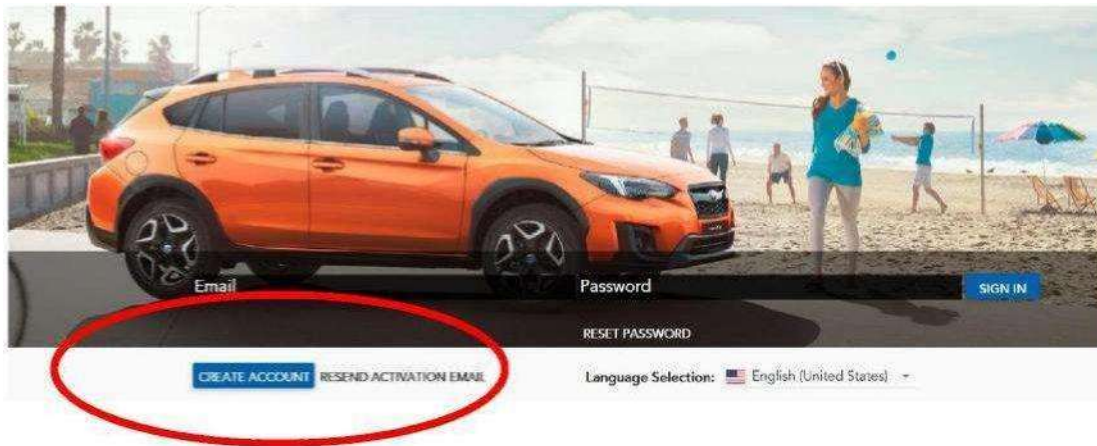 Email
Password
SIGN IN
RESET PASSWORD
CREATE ACCOUNT
RESEND ACTIVATION EMAIL
Language Selection:
English (United States)